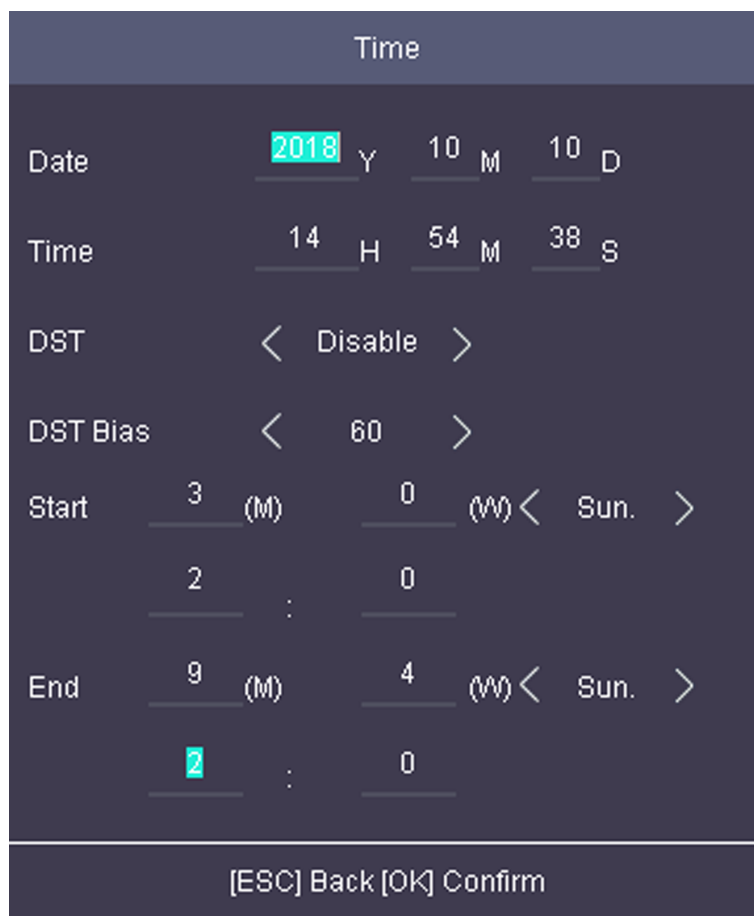 Time
Date 2018 Y 10 M 10 D
Time 14 H 54 M 38 S
DST < Disable >
DST Bias < 60 >
Start 3 (M) 0 (W) < Sun. >
2 : 0
End 9 (M) 4 (W) < Sun. >
2 : 0
[ESC] Back [OK] Confirm